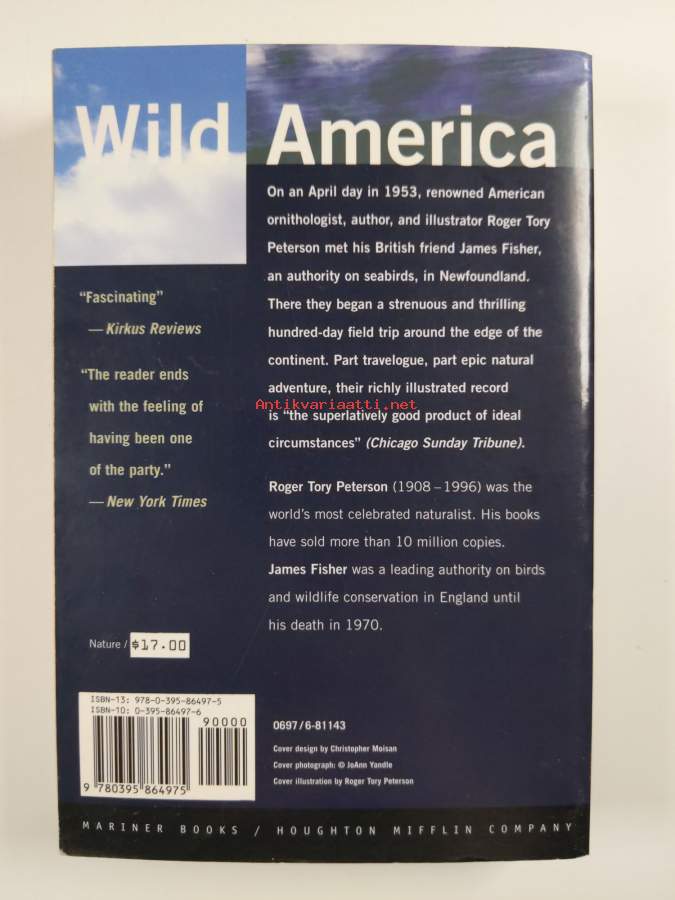 Wild America
On an April day in 1953, renowned American
ornithologist, author, and illustrator Roger Tory
Peterson met his British friend James Fisher,
an authority on seabirds, in Newfoundland.
There they began a strenuous and thrilling
hundred-day field trip around the edge of the
continent. Part travelogue, part epic natural
adventure, their richly illustrated record
is “the superlatively good product of ideal
circumstances” (Chicago Sunday Tribune).
Antikvariaatti.net
“Fascinating”
— Kirkus Reviews
“The reader ends
with the feeling of
having been one
of the party.”
— New York Times
Roger Tory Peterson (1908–1996) was the
world’s most celebrated naturalist. His books
have sold more than 10 million copies.
James Fisher was a leading authority on birds
and wildlife conservation in England until
his death in 1970.
Nature / $17.00
ISBN-13: 978-0-395-86497-5
ISBN-10: 0-395-86497-6
90000
9 780395 864975
0697/6-81143
Cover design by Christopher Moisan
Cover photograph: © JoAnn Yandle
Cover illustration by Roger Tory Peterson
MARINER BOOKS / HOUGHTON MIFFLIN COMPANY